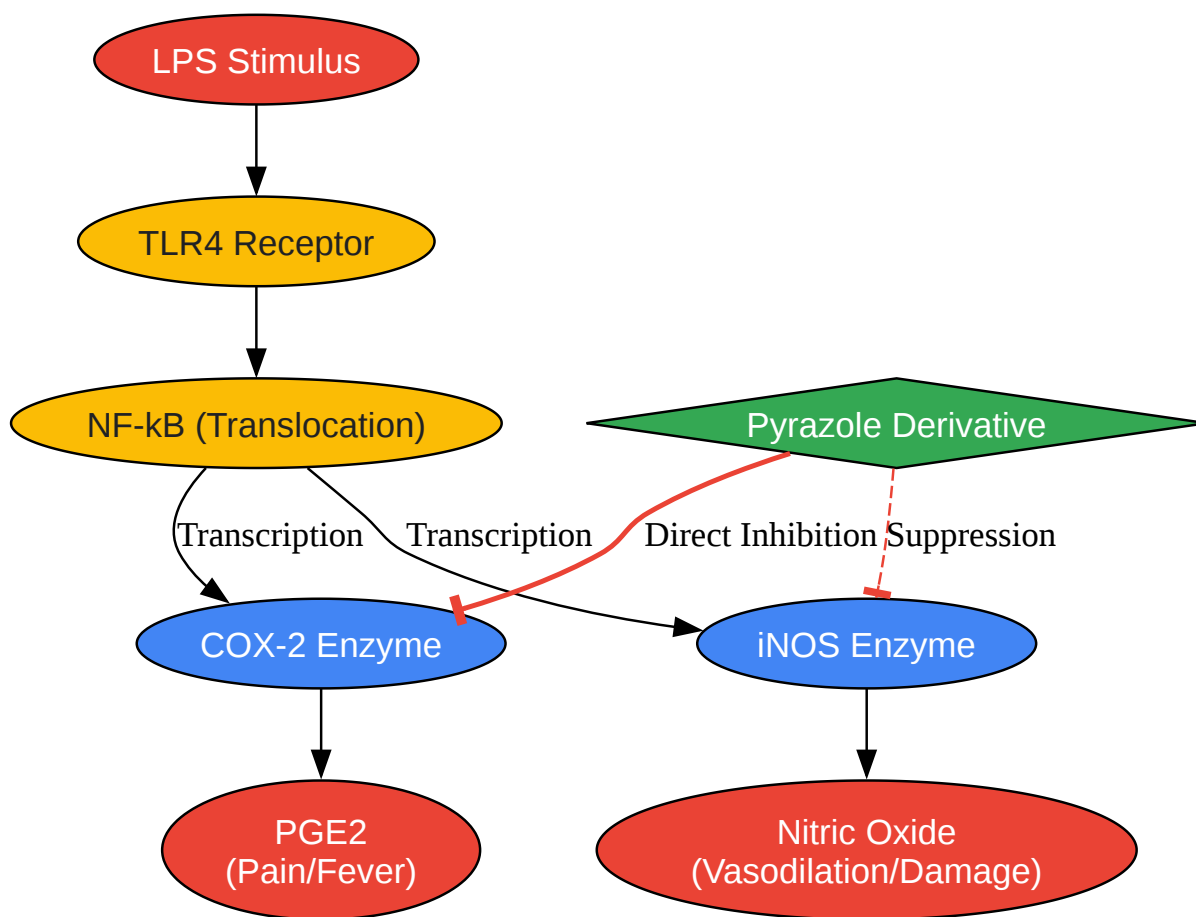 LPS Stimulus
TLR4 Receptor
NF-kB (Translocation)
Pyrazole Derivative
Transcription
Transcription
Direct Inhibition
Suppression
COX-2 Enzyme
iNOS Enzyme
PGE2
(Pain/Fever)
Nitric Oxide
(Vasodilation/Damage)